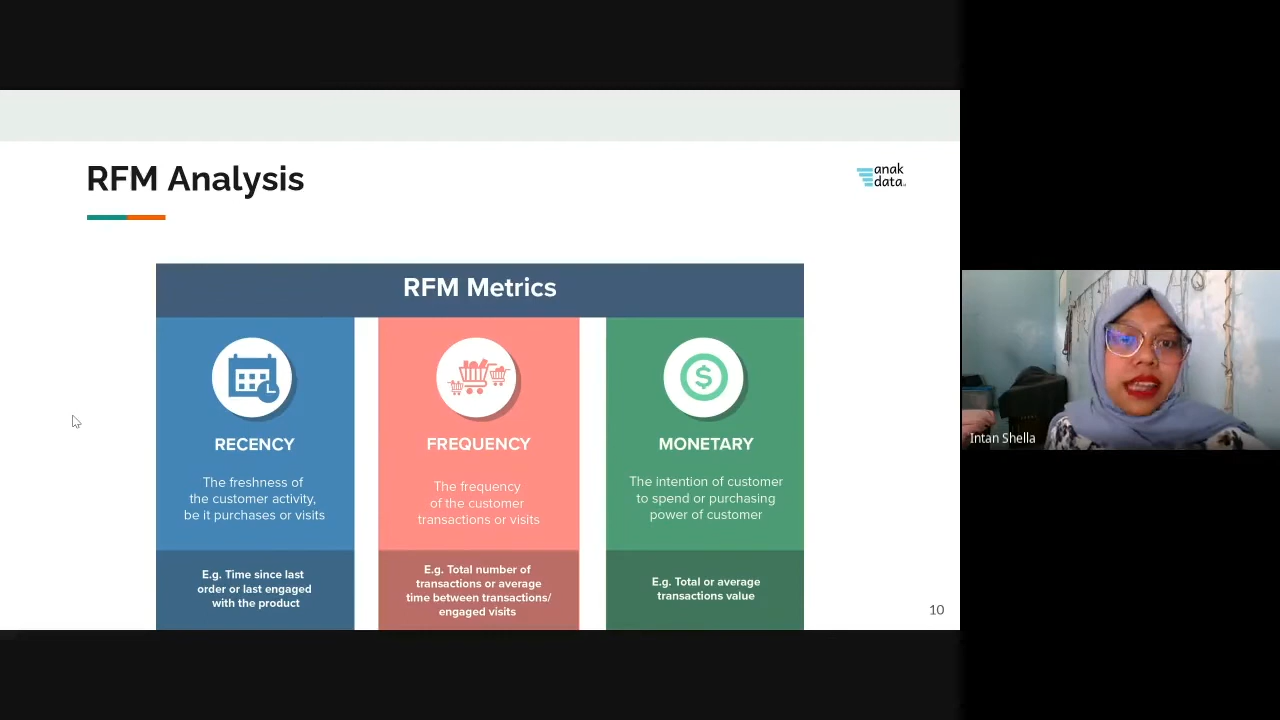 RFM Analysis
anak
data
RFM Metrics
RECENCY
The freshness of
the customer activity,
be it purchases or visits
E.g. Time since last
order or last engaged
with the product
FREQUENCY
The frequency
of the customer
transactions or visits
E.g. Total number of
transactions or average
time between transactions/
engaged visits
MONETARY
The intention of customer
to spend or purchasing
power of customer
E.g. Total or average
transactions value
10
Intan Shella